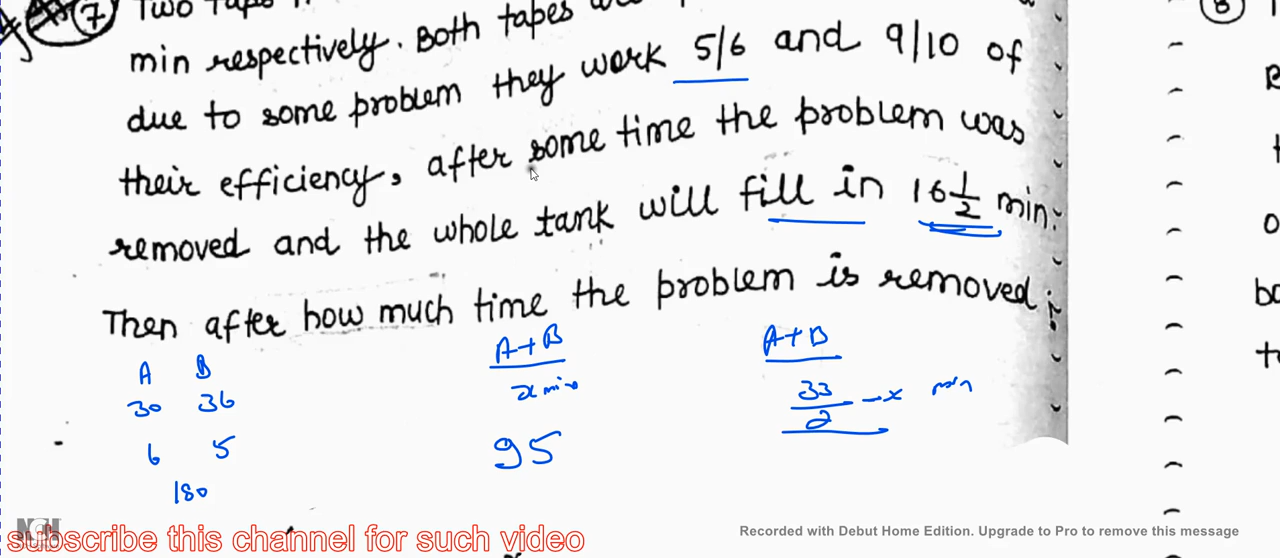 7 Two
min respectively. Both tapes
due to some problem they work 5/6 and 9/10 of
their efficiency, after some time the problem was
removed and the whole tank will fill in 16 1/2 min.
Then after how much time the problem is removed
A B
30 36
6 5
180
A+B
x min
95
A+B
33/2 - x min
8
subscribe this channel for such video
Recorded with Debut Home Edition. Upgrade to Pro to remove this message